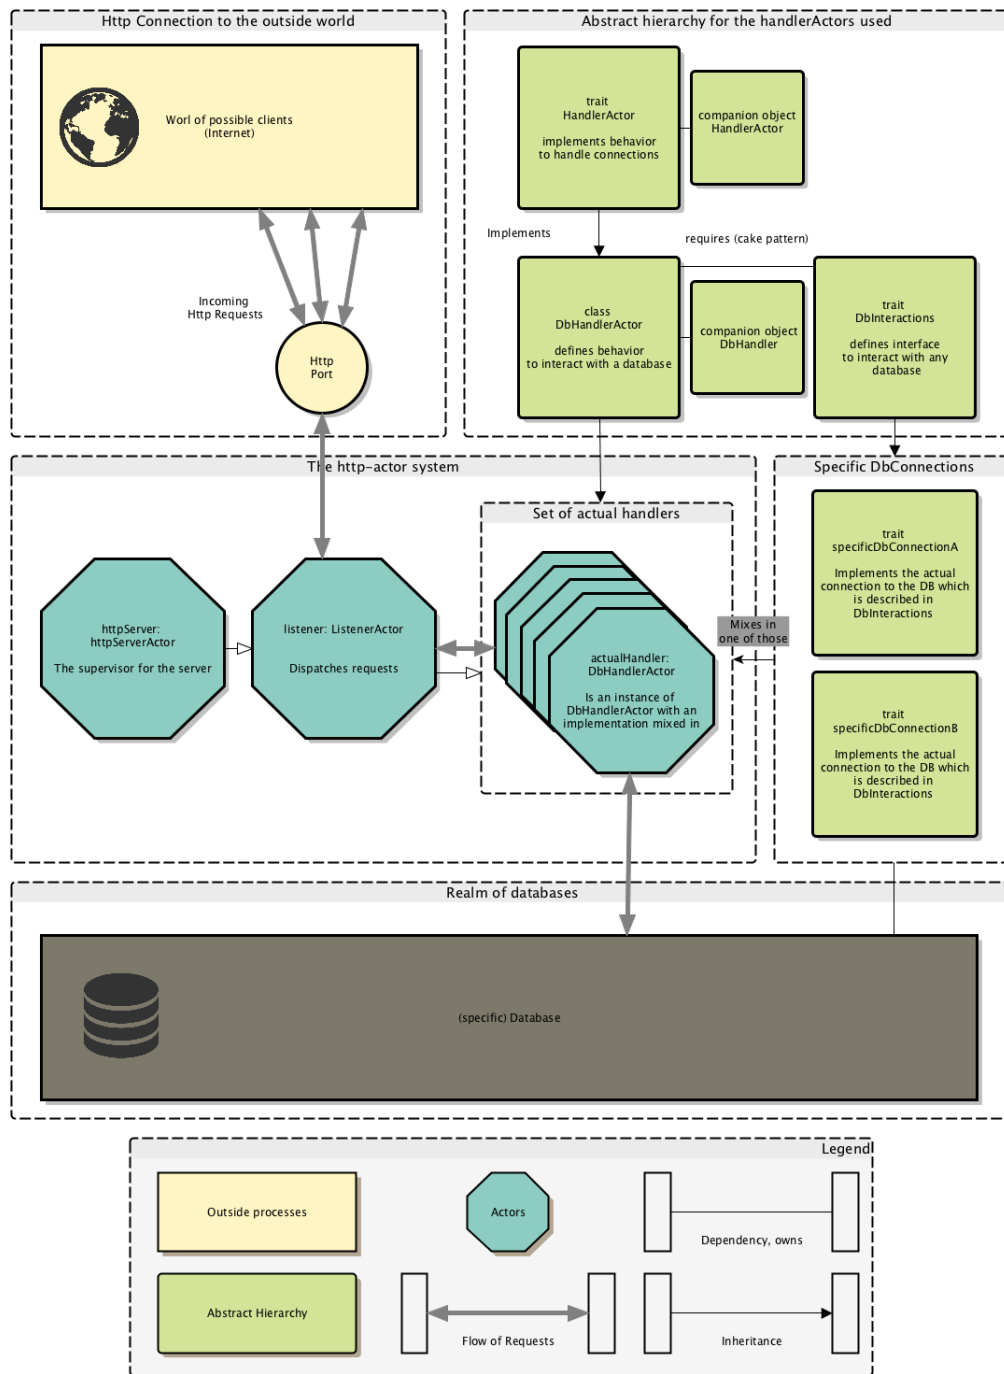 Http Connection to the outside world
Worl of possible clients
(Internet)
Incoming
Http Requests
Http
Port
Abstract hierarchy for the handlerActors used
trait
HandlerActor
implements behavior
to handle connections
companion object
HandlerActor
Implements
requires (cake pattern)
class
DbHandlerActor
defines behavior
to interact with a database
companion object
DbHandler
trait
DbInteractions
defines interface
to interact with any
database
The http-actor system
httpServer:
httpServerActor
The supervisor for the server
listener: ListenerActor
Dispatches requests
Set of actual handlers
actualHandler:
DbHandlerActor
Is an instance of
DbHandlerActor with an
implementation mixed in
Mixes in
one of those
Specific DbConnections
trait
specificDbConnectionA
Implements the actual
connection to the DB which
is described in
DbInteractions
trait
specificDbConnectionB
Implements the actual
connection to the DB which
is described in
DbInteractions
Realm of databases
(specific) Database
Legend
Outside processes
Actors
Dependency, owns
Abstract Hierarchy
Flow of Requests
Inheritance